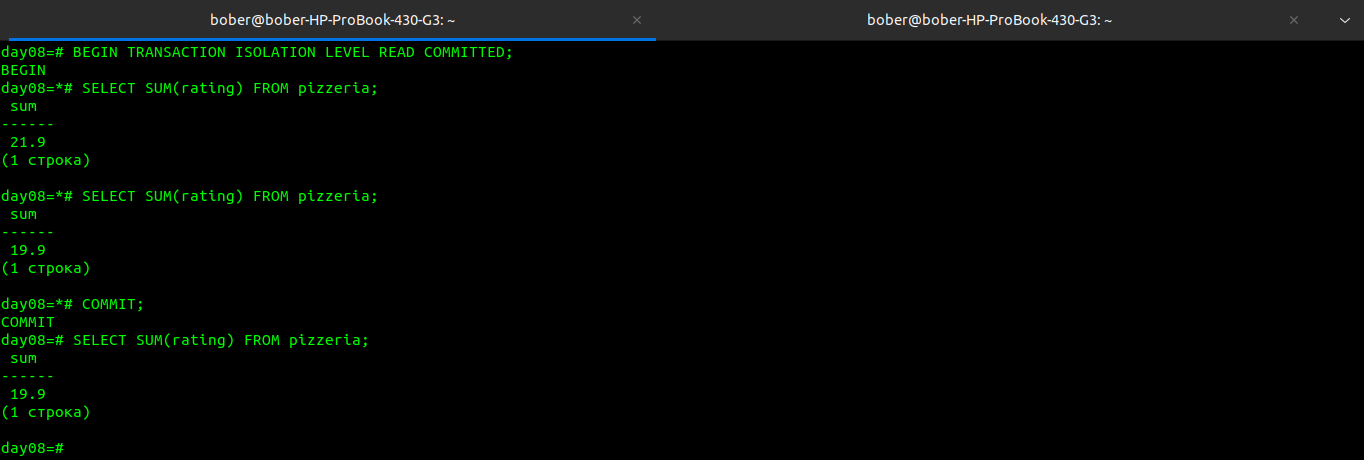 bober@bober-HP-ProBook-430-G3: ~
bober@bober-HP-ProBook-430-G3: ~
day08=# BEGIN TRANSACTION ISOLATION LEVEL READ COMMITTED;
BEGIN
day08=*# SELECT SUM(rating) FROM pizzeria;
 sum
------
 21.9
(1 строка)

day08=*# SELECT SUM(rating) FROM pizzeria;
 sum
------
 19.9
(1 строка)

day08=*# COMMIT;
COMMIT
day08=# SELECT SUM(rating) FROM pizzeria;
 sum
------
 19.9
(1 строка)

day08=#